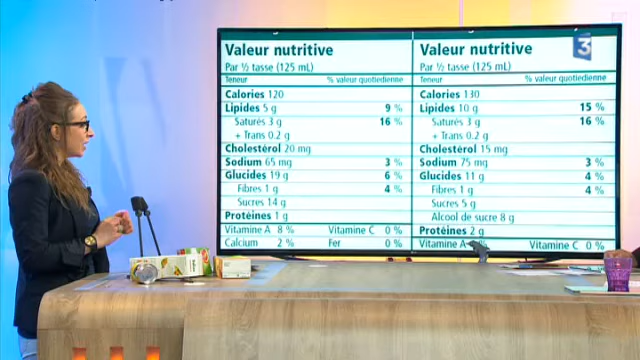 3
Valeur nutritive
Par ½ tasse (125 mL)
Teneur % valeur quotiedienne
Calories 120
Lipides 5 g 9 %
Saturés 3 g 16 %
+ Trans 0.2 g
Cholestérol 20 mg
Sodium 65 mg 3 %
Glucides 19 g 6 %
Fibres 1 g 4 %
Sucres 14 g
Protéines 1 g
Vitamine A 8 % Vitamine C 0 %
Calcium 2 % Fer 0 %
Valeur nutritive
Par ½ tasse (125 mL)
Teneur % valeur quotiedienne
Calories 130
Lipides 10 g 15 %
Saturés 3 g 16 %
+ Trans 0.2 g
Cholestérol 15 mg
Sodium 75 mg 3 %
Glucides 11 g 4 %
Fibres 1 g 4 %
Sucres 5 g
Alcool de sucre 8 g
Protéines 2 g
Vitamine A Vitamine C 0 %